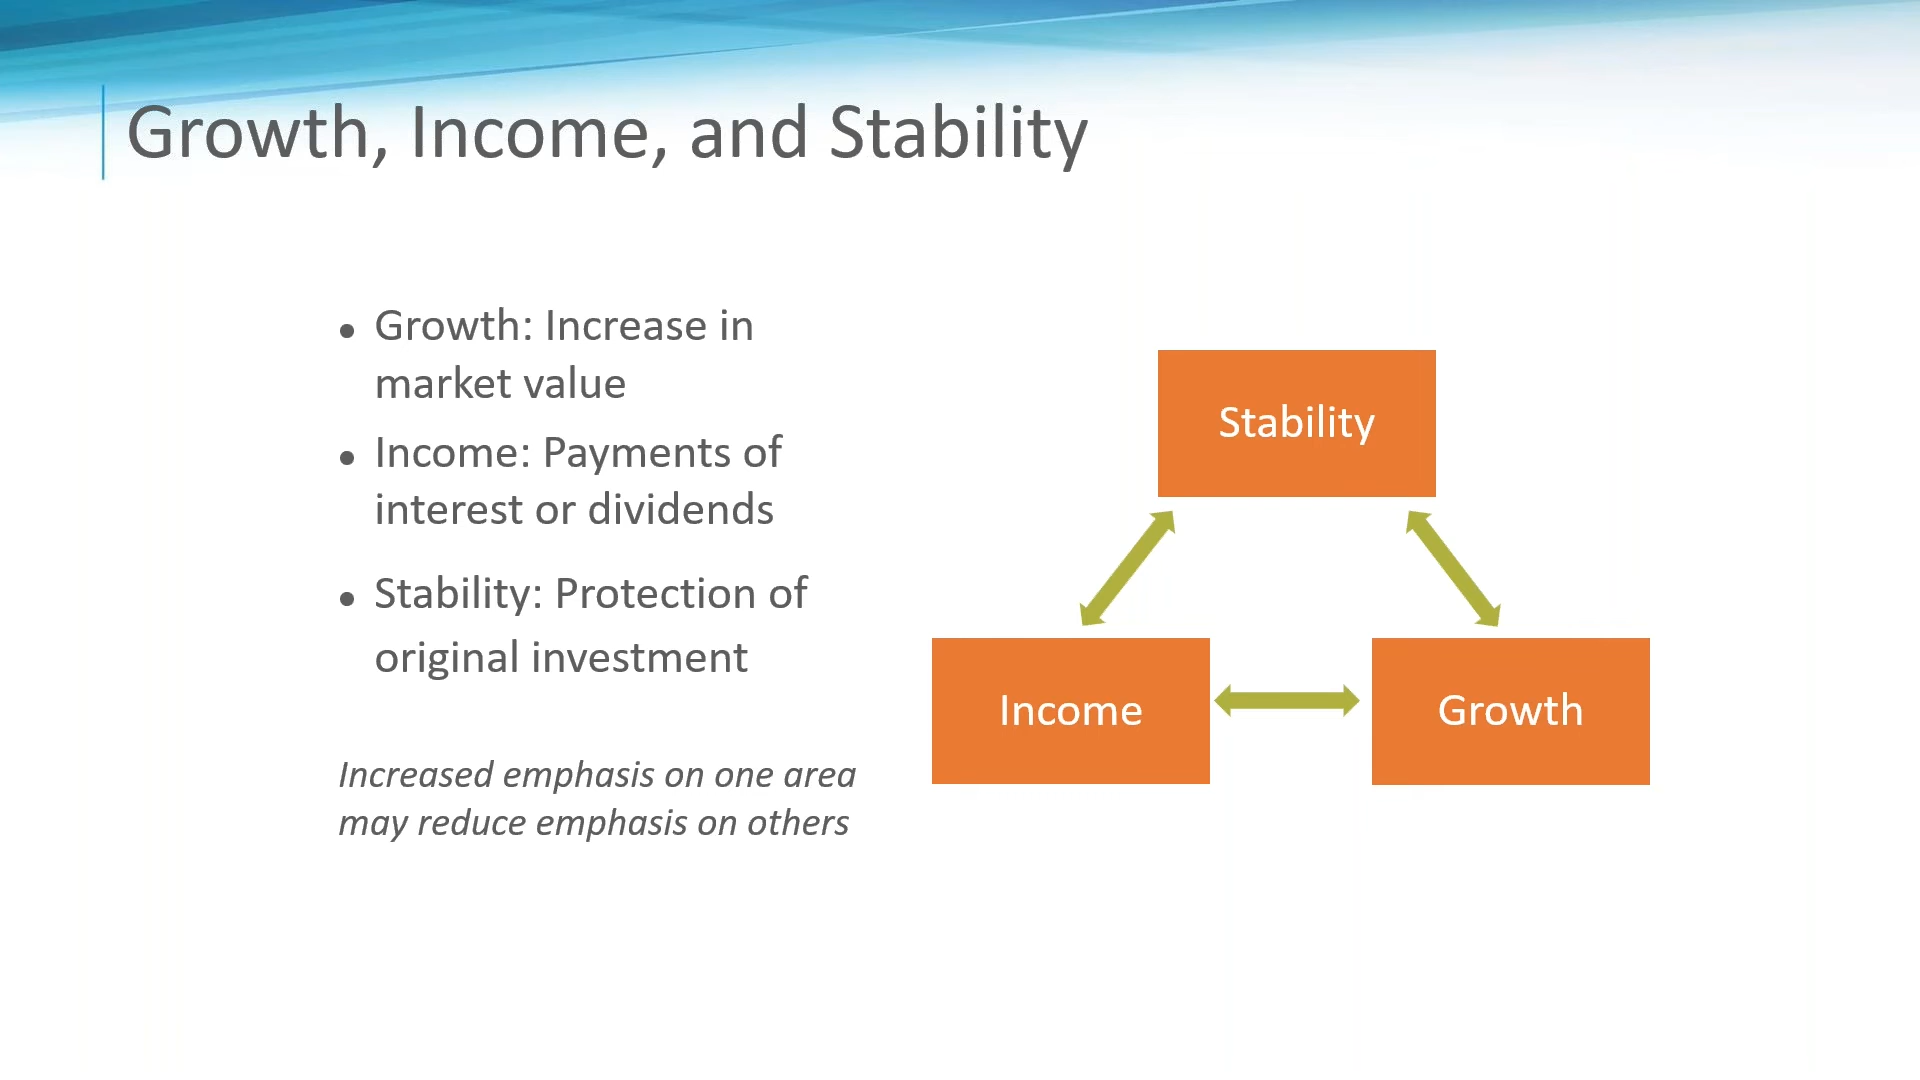 Growth, Income, and Stability
● Growth: Increase in
market value
● Income: Payments of
interest or dividends
● Stability: Protection of
original investment
Increased emphasis on one area
may reduce emphasis on others
Stability
Income
Growth